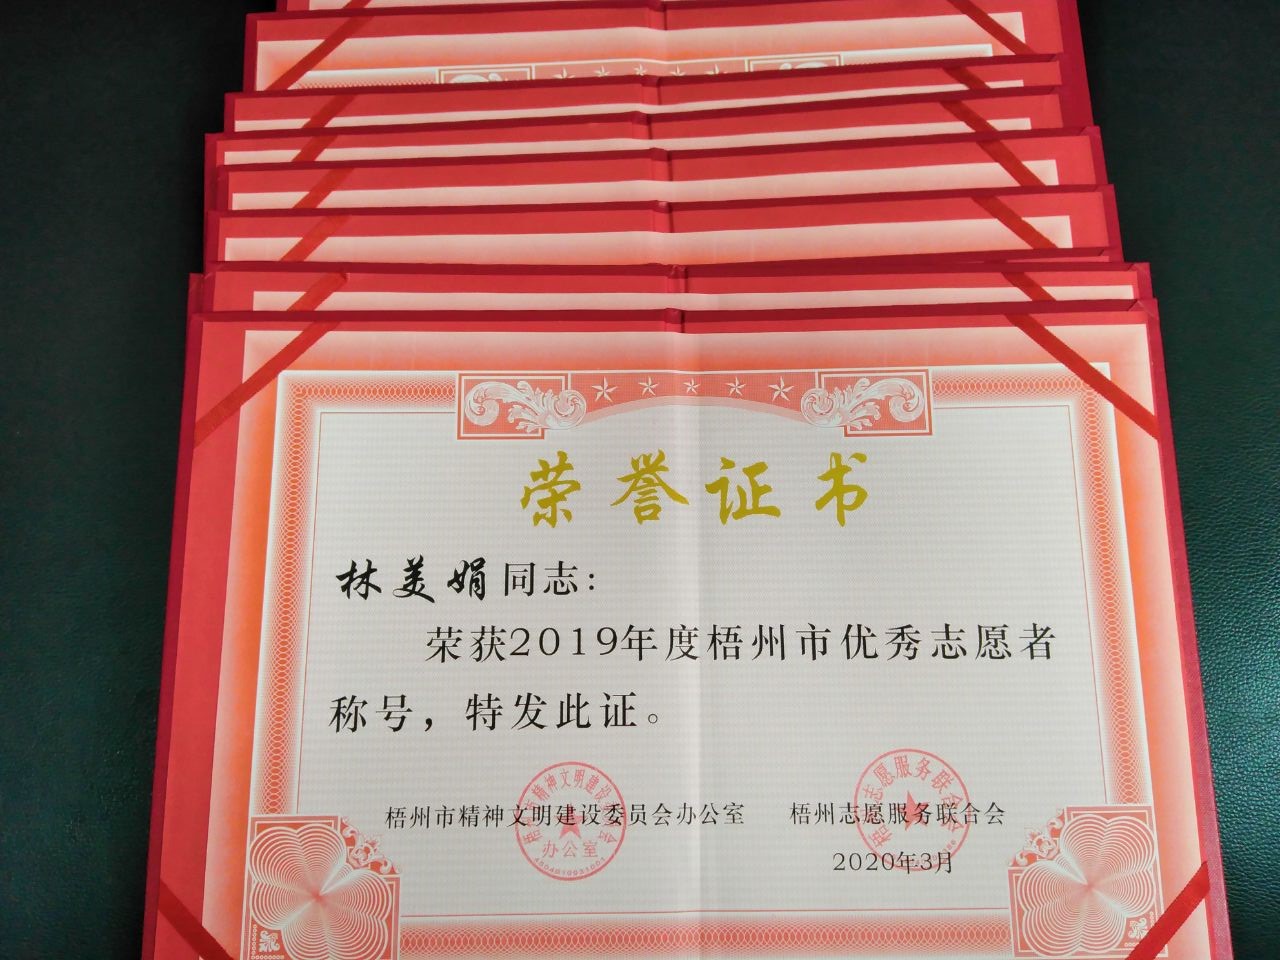 荣誉证书
林美娟同志：
荣获2019年度梧州市优秀志愿者
称号，特发此证。
梧州市精神文明建设委员会办公室 梧州志愿服务联合会
2020年3月
办公室